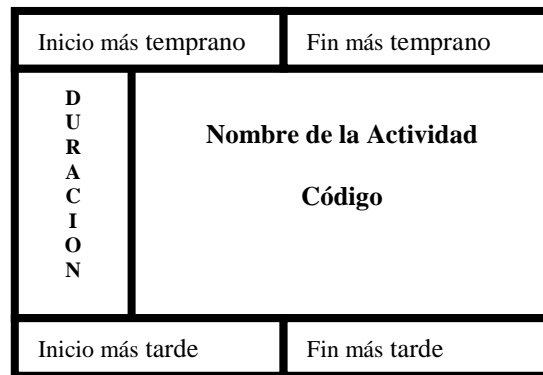 Inicio más temprano
Fin más temprano
D
U
R
A
C
I
O
N
Nombre de la Actividad
Código
Inicio más tarde
Fin más tarde